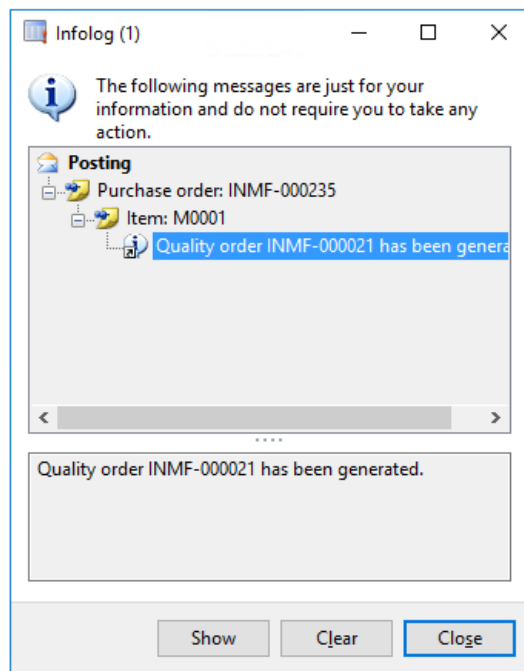 Infolog (1)
The following messages are just for your
information and do not require you to take any
action.
Posting
Purchase order: INMF-000235
Item: M0001
Quality order INMF-000021 has been genera
Quality order INMF-000021 has been generated.
Show
Clear
Close